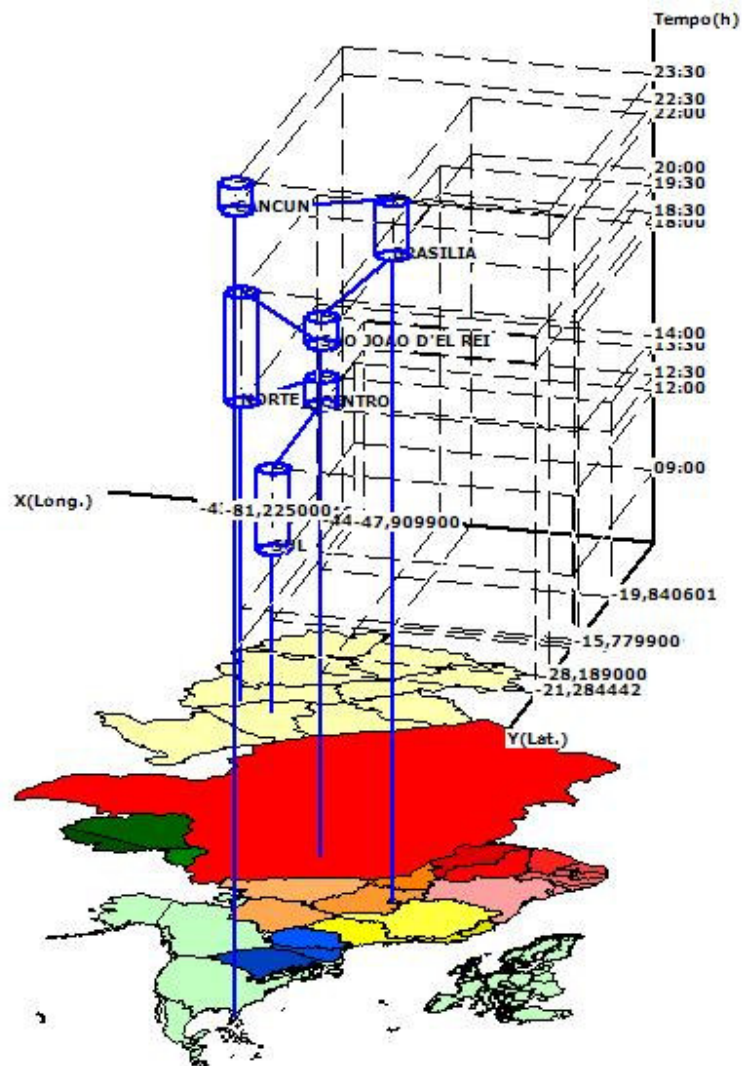 Tempo(h)
23:30
22:30
22:00
20:00
19:30
CANCUN
18:30
18:00
BRASILIA
14:00
13:30
SAO JOAO D'EL REI
12:30
12:00
NORTE
CENTRO
09:00
X(Long.)
-81,225000
-44
-47,909900
SUL
-19,840601
-15,779900
-28,189000
-21,284442
Y(Lat.)